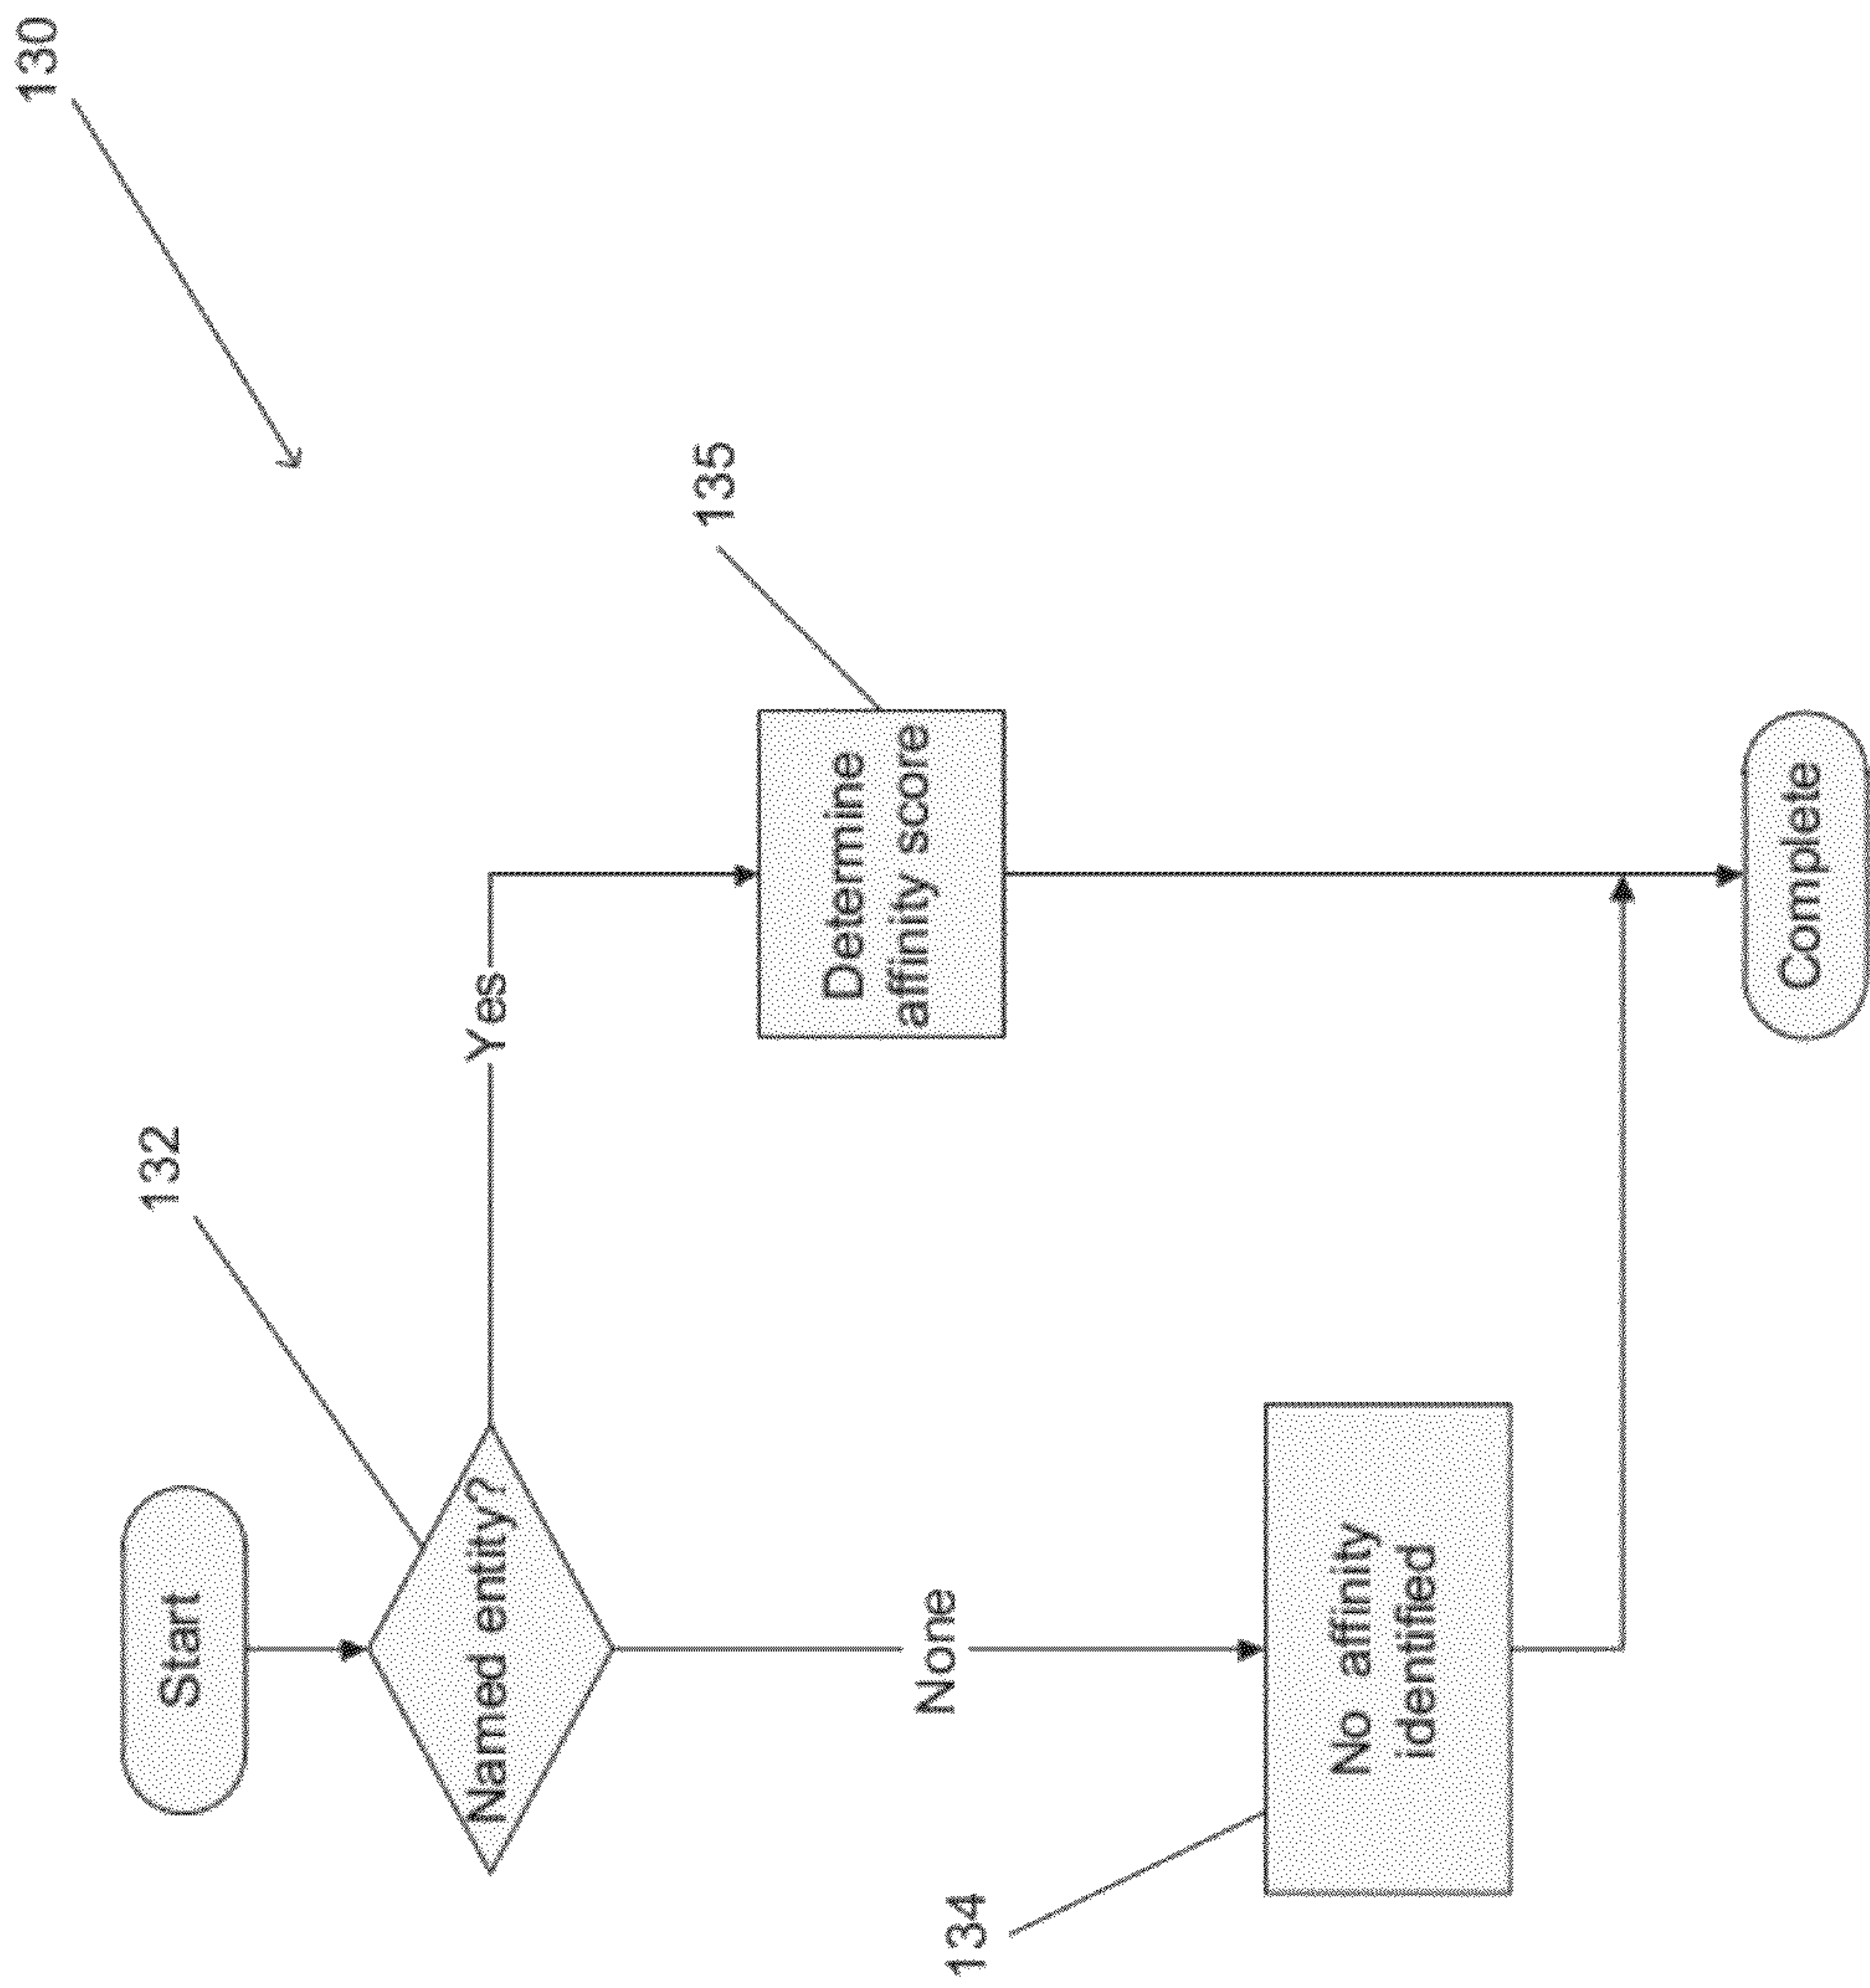 130
Start
132
Named entity?
Yes
135
Determine
affinity score
None
134
No affinity
identified
Complete